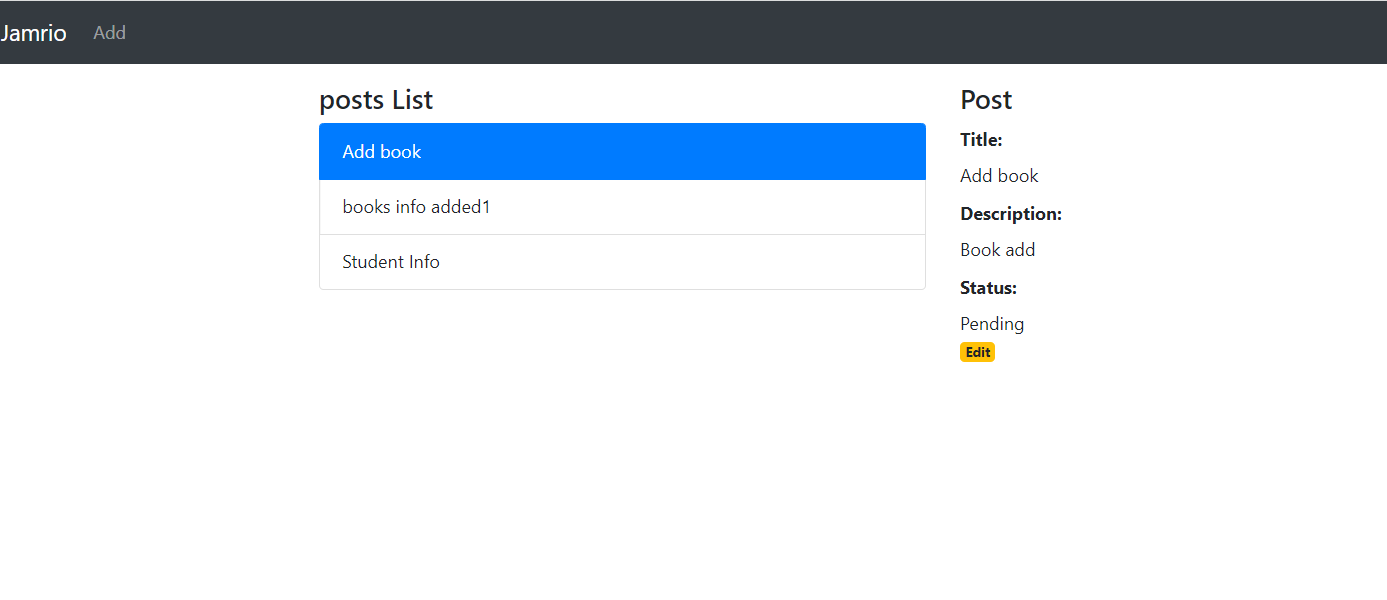 Jamrio Add
posts List
Add book
books info added1
Student Info
Post
Title:
Add book
Description:
Book add
Status:
Pending
Edit